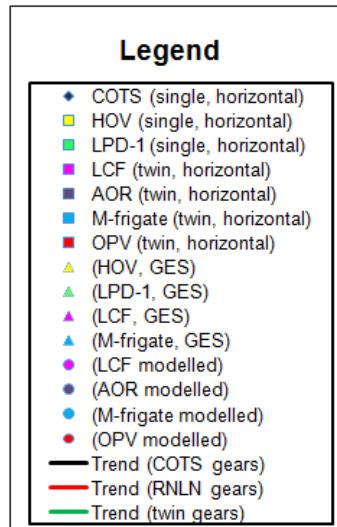 Legend
COTS (single, horizontal)
HOV (single, horizontal)
LPD-1 (single, horizontal)
LCF (twin, horizontal)
AOR (twin, horizontal)
M-frigate (twin, horizontal)
OPV (twin, horizontal)
(HOV, GES)
(LPD-1, GES)
(LCF, GES)
(M-frigate, GES)
(LCF modelled)
(AOR modelled)
(M-frigate modelled)
(OPV modelled)
Trend (COTS gears)
Trend (RNLN gears)
Trend (twin gears)